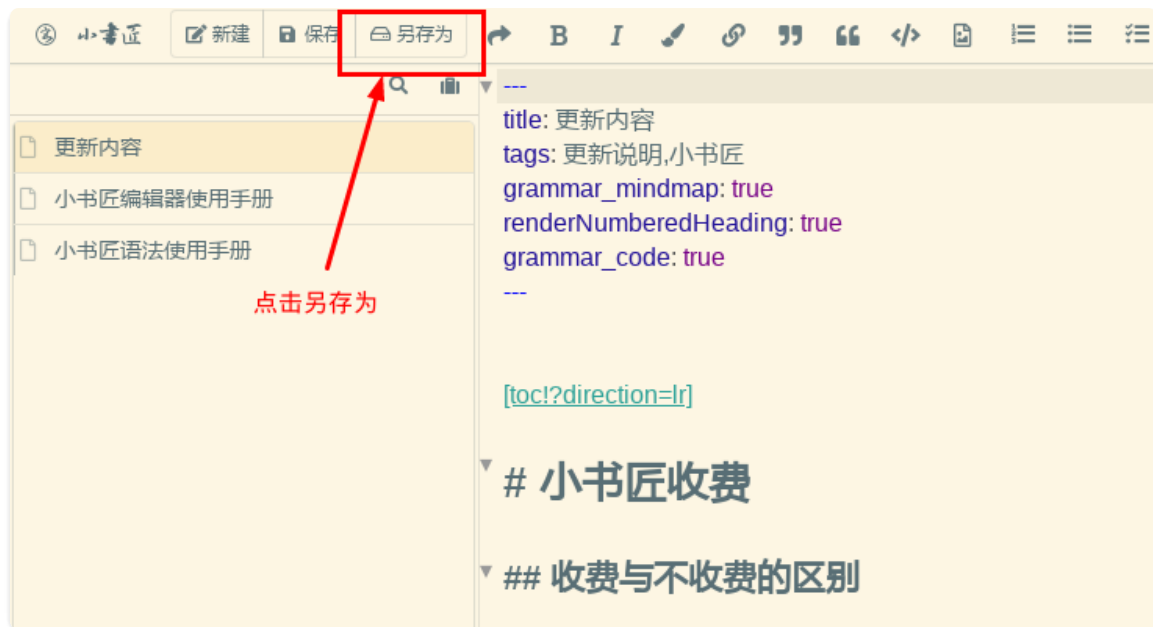 小書匠 新建 保存 另存为
---
title: 更新内容
更新内容
tags: 更新说明,小书匠
小书匠编辑器使用手册
grammar_mindmap: true
renderNumberedHeading: true
小书匠语法使用手册
grammar_code: true
---
点击另存为
[toc!?direction=lr]
# 小书匠收费
## 收费与不收费的区别